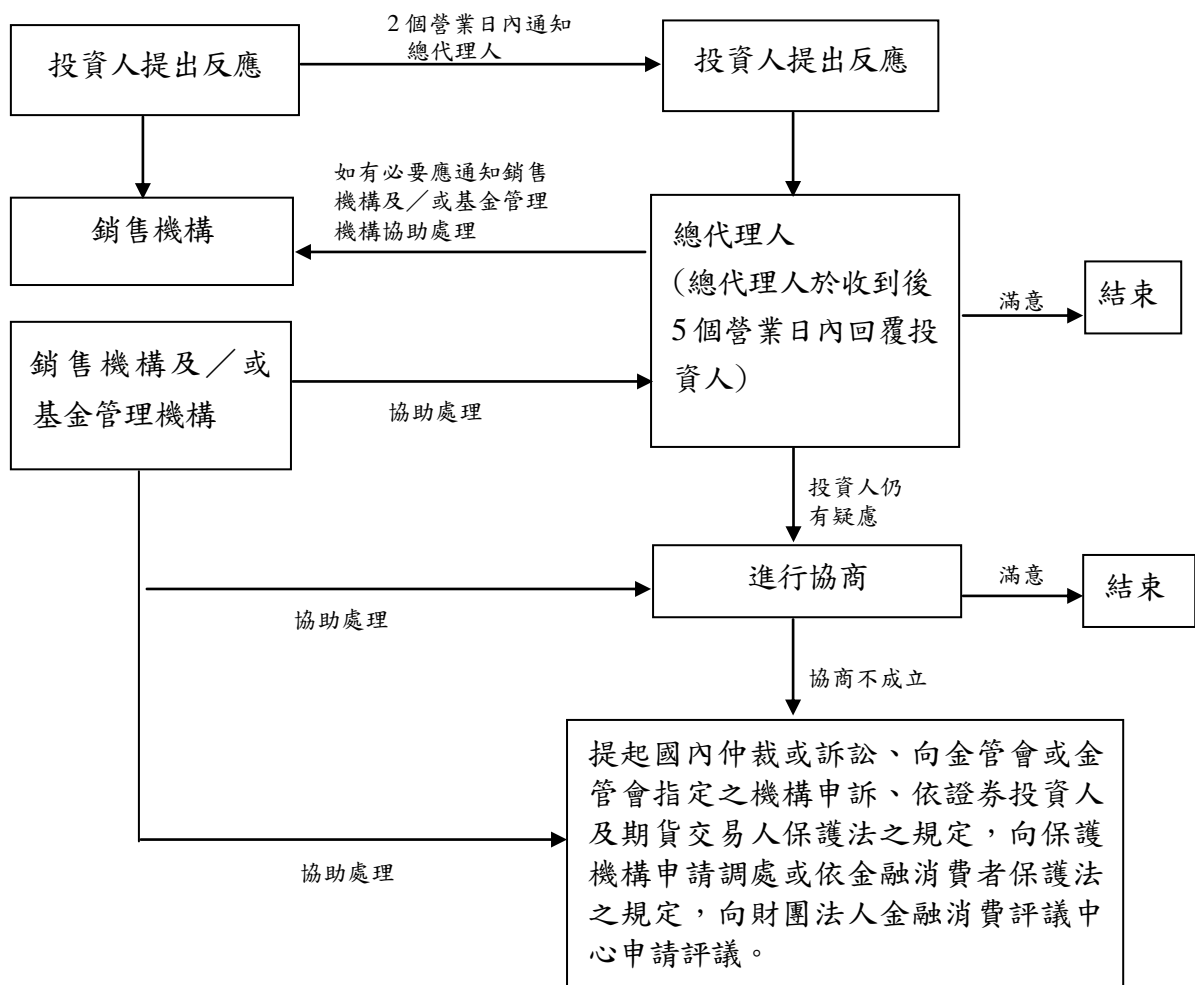 2 個營業日內通知
總代理人
投資人提出反應
投資人提出反應
如有必要應通知銷售
機構及／或基金管理
機構協助處理
銷售機構
總代理人
(總代理人於收到後
5 個營業日內回覆投
資人)
滿意
結束
銷售機構及／或
基金管理機構
協助處理
投資人仍
有疑慮
進行協商
滿意
結束
協助處理
協商不成立
提起國內仲裁或訴訟、向金管會或金
管會指定之機構申訴、依證券投資人
及期貨交易人保護法之規定，向保護
機構申請調處或依金融消費者保護法
之規定，向財團法人金融消費評議中
心申請評議。
協助處理